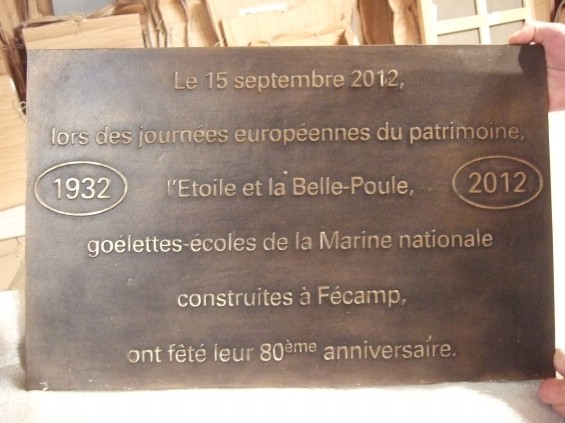 Le 15 septembre 2012,
lors des journées européennes du patrimoine,
1932 l'Etoile et la Belle-Poule, 2012
goélettes-écoles de la Marine nationale
construites à Fécamp,
ont fêté leur 80ème anniversaire.